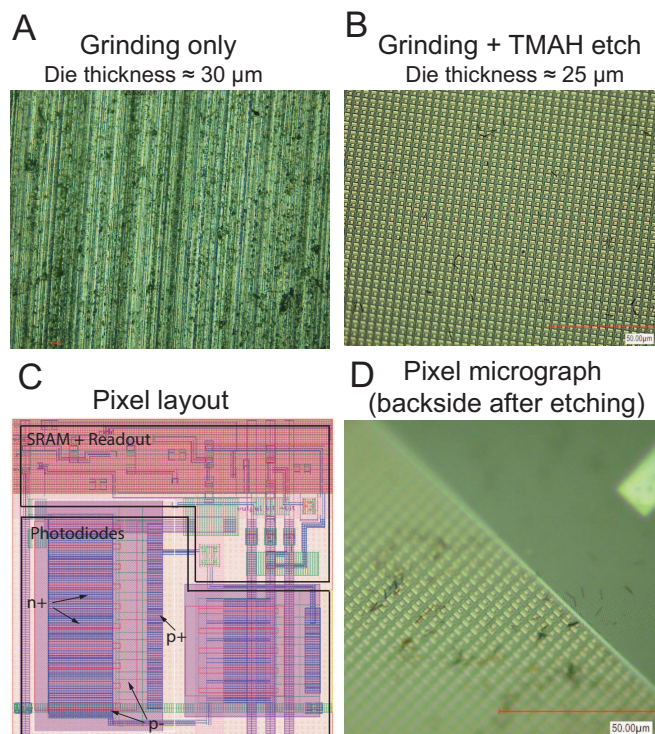 A
Grinding only
Die thickness ≈ 30 μm
B
Grinding + TMAH etch
Die thickness ≈ 25 μm
50.00μm
C
Pixel layout
SRAM + Readout
Photodiodes
n+
p+
p-
D
Pixel micrograph
(backside after etching)
50.00μm